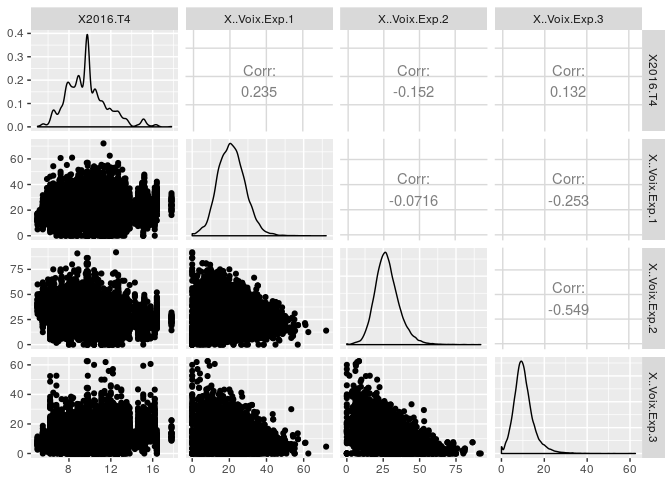 X2016.T4 X..Voix.Exp.1 X..Voix.Exp.2 X..Voix.Exp.3
0.4
0.3
0.2
0.1
0.0
Corr:
0.235
Corr:
-0.152
Corr:
0.132
X2016.T4
60
40
20
0
Corr:
-0.0716
Corr:
-0.253
X..Voix.Exp.1
75
50
25
0
Corr:
-0.549
X..Voix.Exp.2
60
40
20
0
X..Voix.Exp.3
8 12 16 0 20 40 60 0 25 50 75 0 20 40 60